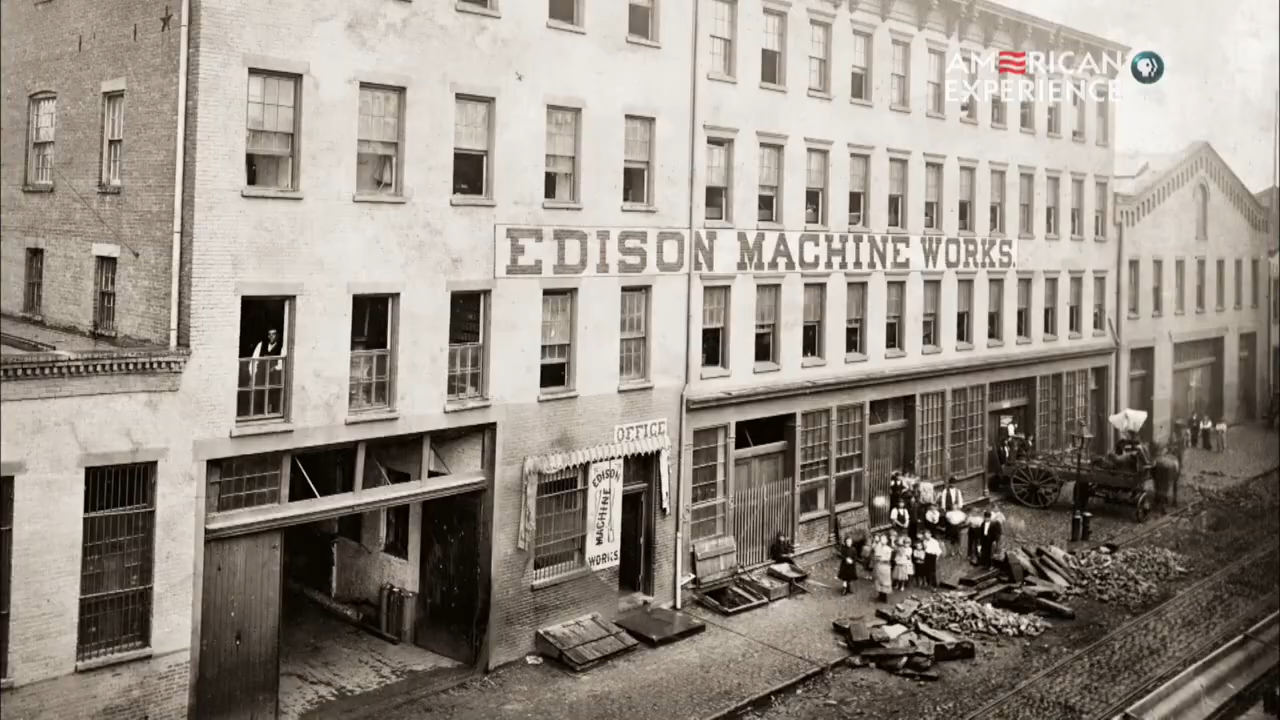 AMERICAN
EXPERIENCE
EDISON MACHINE WORKS.
OFFICE
EDISON
MACHINE
WORKS.